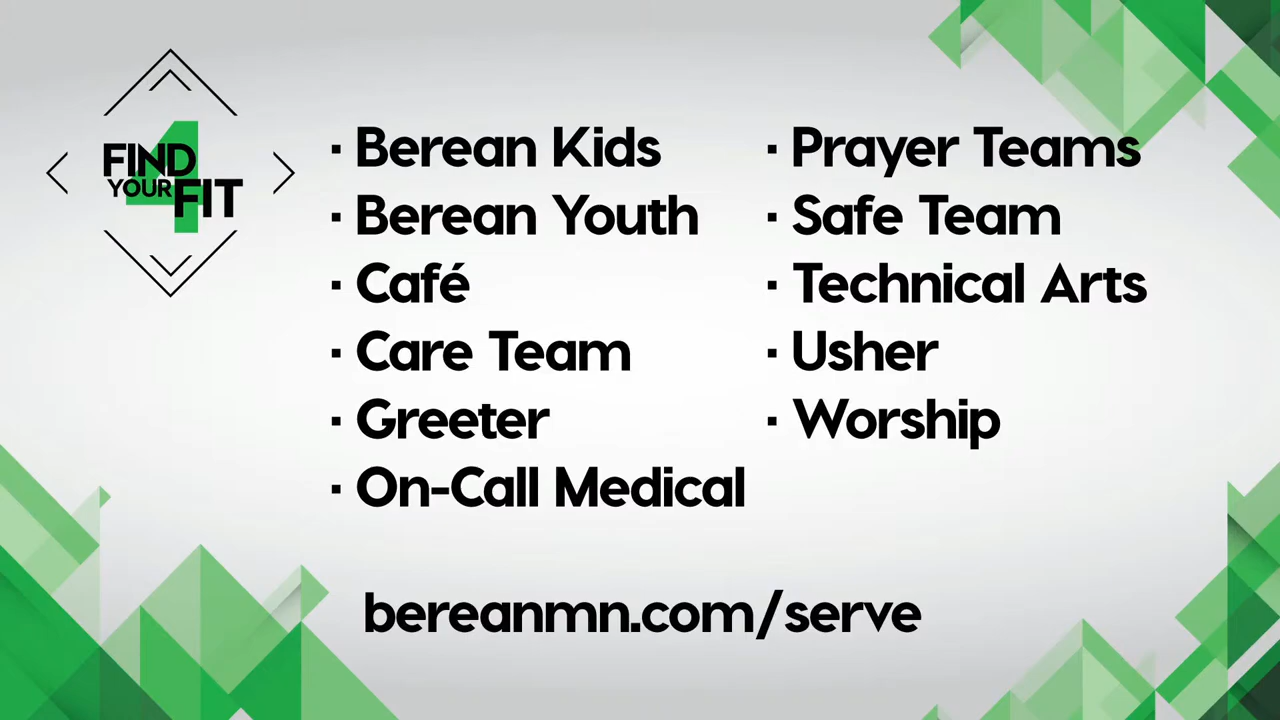 4
FIND
YOUR
FIT
· Berean Kids
· Berean Youth
· Café
· Care Team
· Greeter
· On-Call Medical
· Prayer Teams
· Safe Team
· Technical Arts
· Usher
· Worship
bereanmn.com/serve